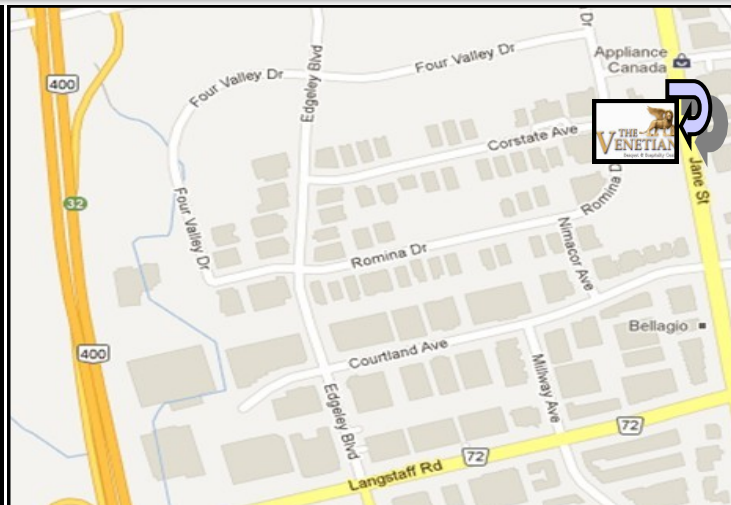 Dr
Appliance
Canada
Four Valley Dr
Four Valley Dr
Edgeley Blvd
400
THE
VENETIAN
Corstate Ave
Jane St
Romina D
32
Four Valley Dr
Nimacor Ave
Romina Dr
Bellagio
400
Courtland Ave
Millway Ave
Edgeley Blvd
72
72
Langstaff Rd